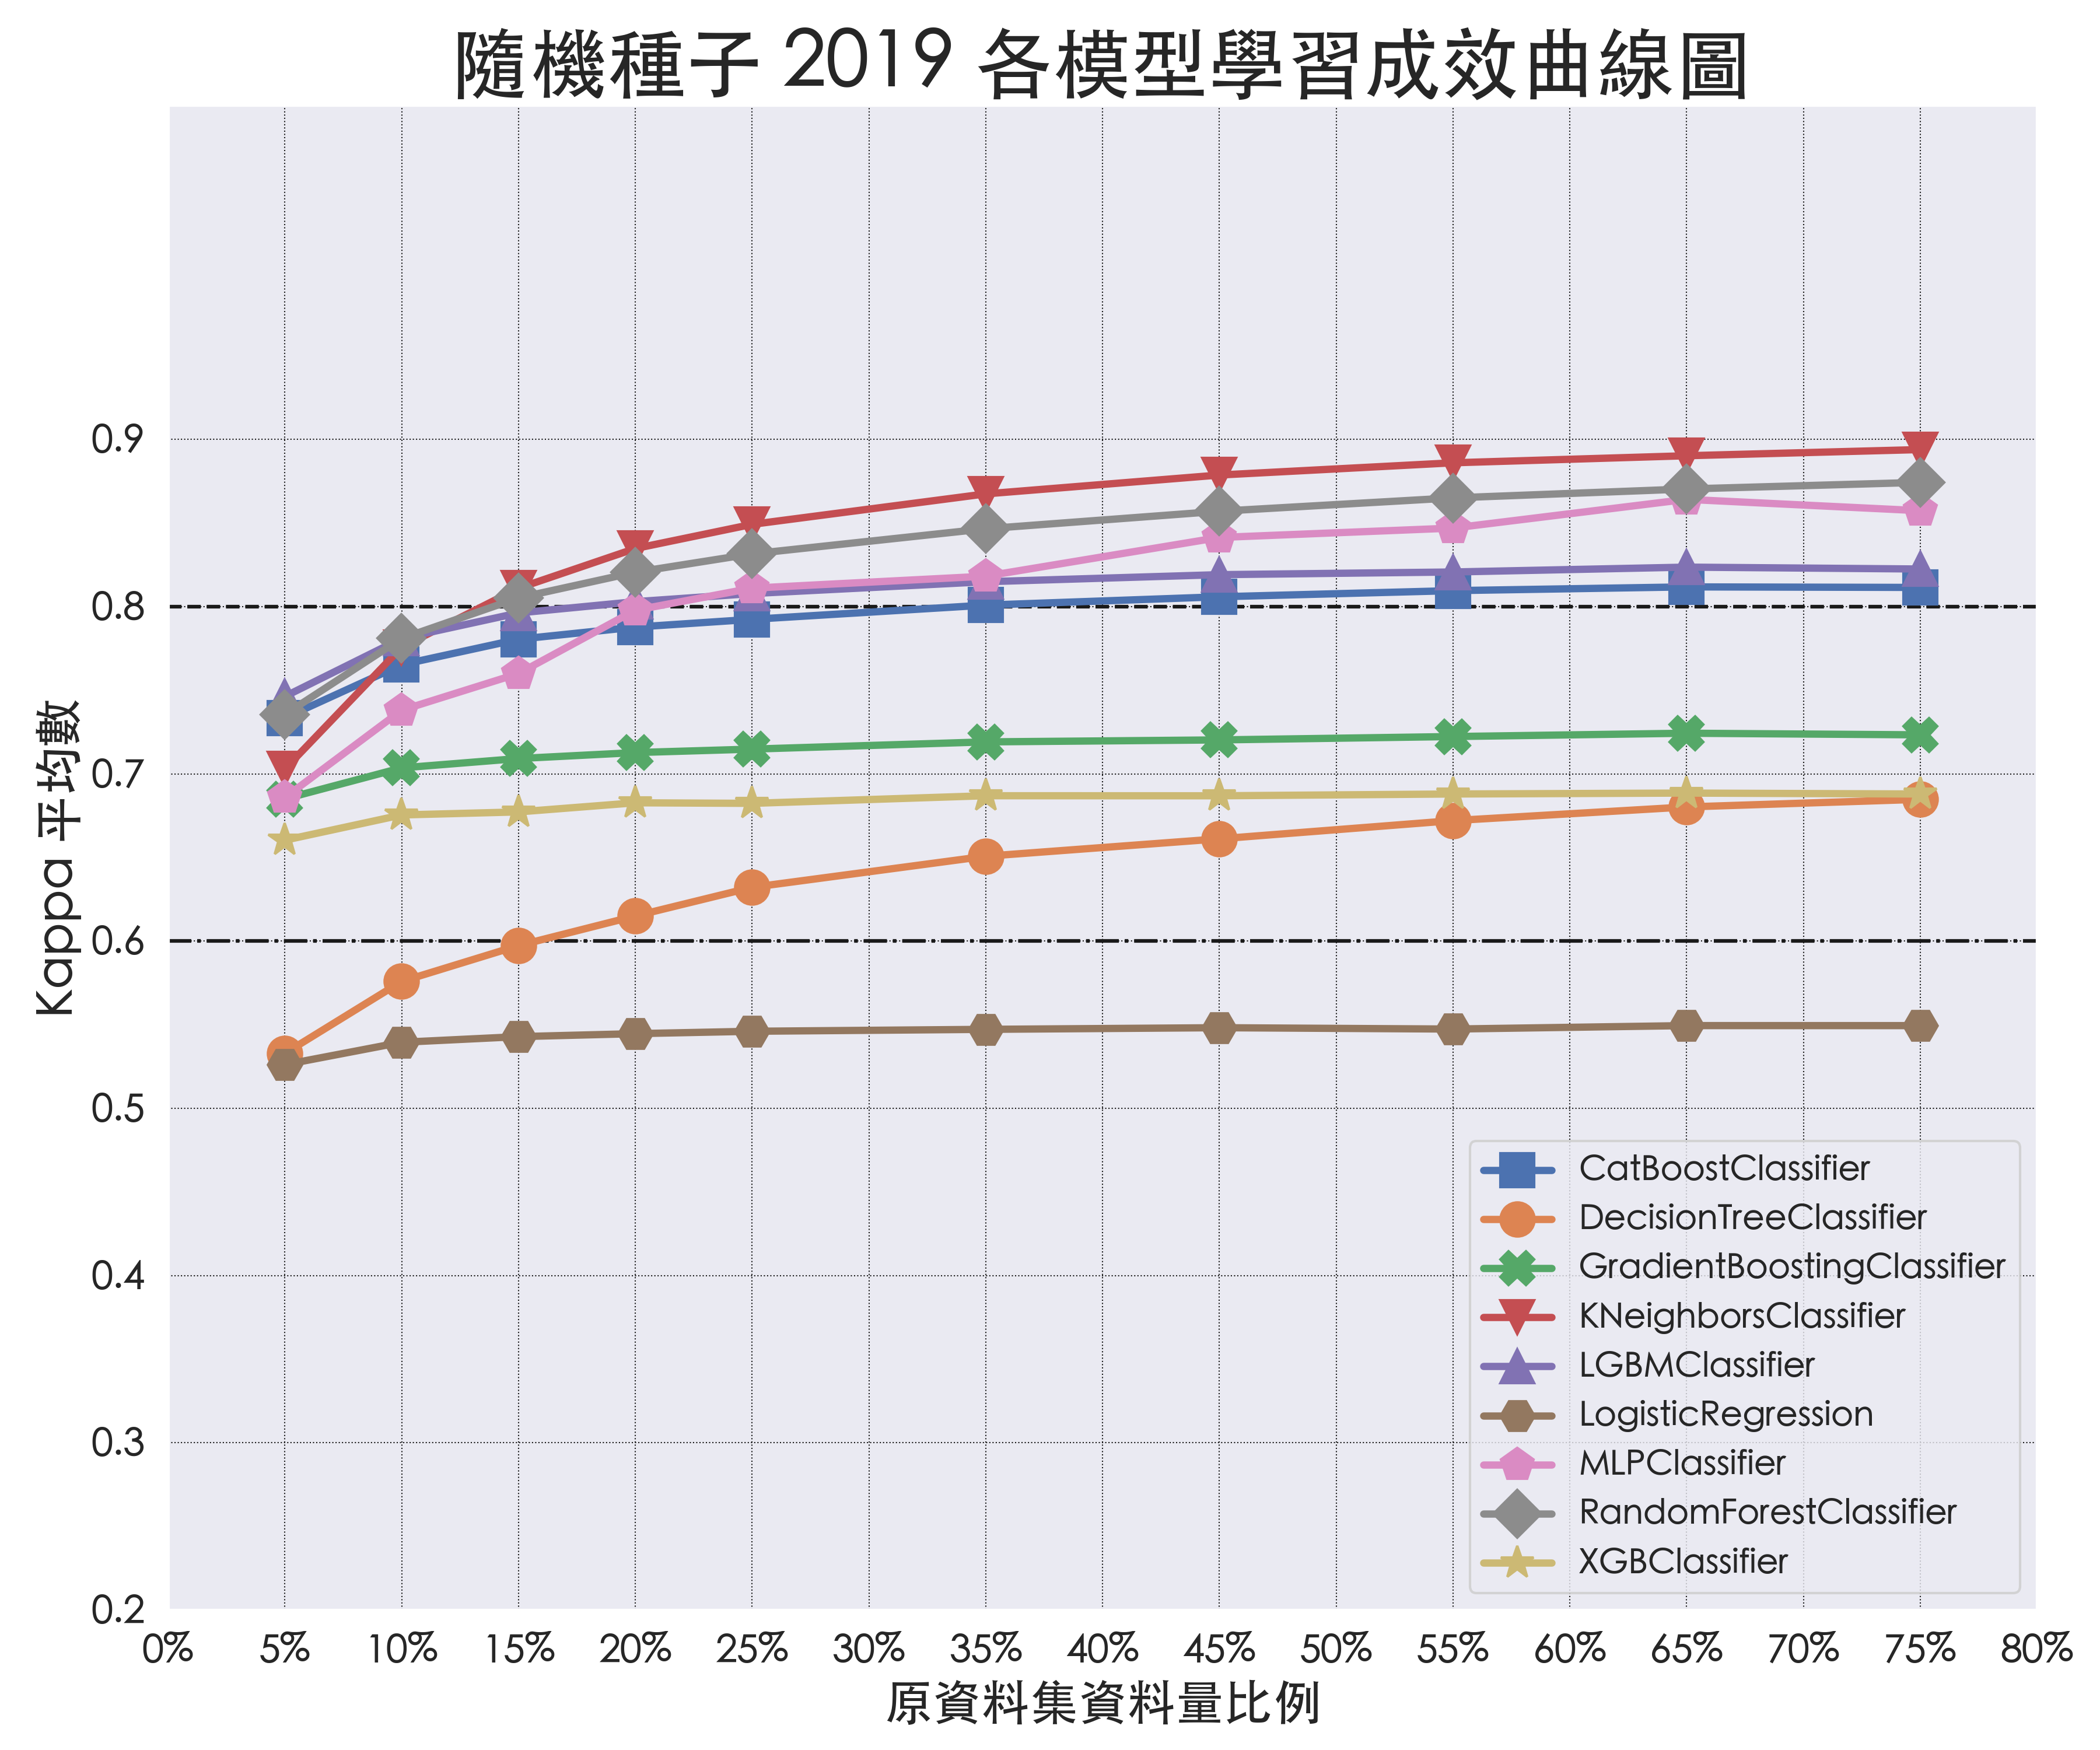 隨機種子 2019 各模型學習成效曲線圖
Kappa 平均數
0.9
0.8
0.7
0.6
0.5
0.4
0.3
0.2
CatBoostClassifier
DecisionTreeClassifier
GradientBoostingClassifier
KNeighborsClassifier
LGBMClassifier
LogisticRegression
MLPClassifier
RandomForestClassifier
XGBClassifier
0% 5% 10% 15% 20% 25% 30% 35% 40% 45% 50% 55% 60% 65% 70% 75% 80%
原資料集資料量比例